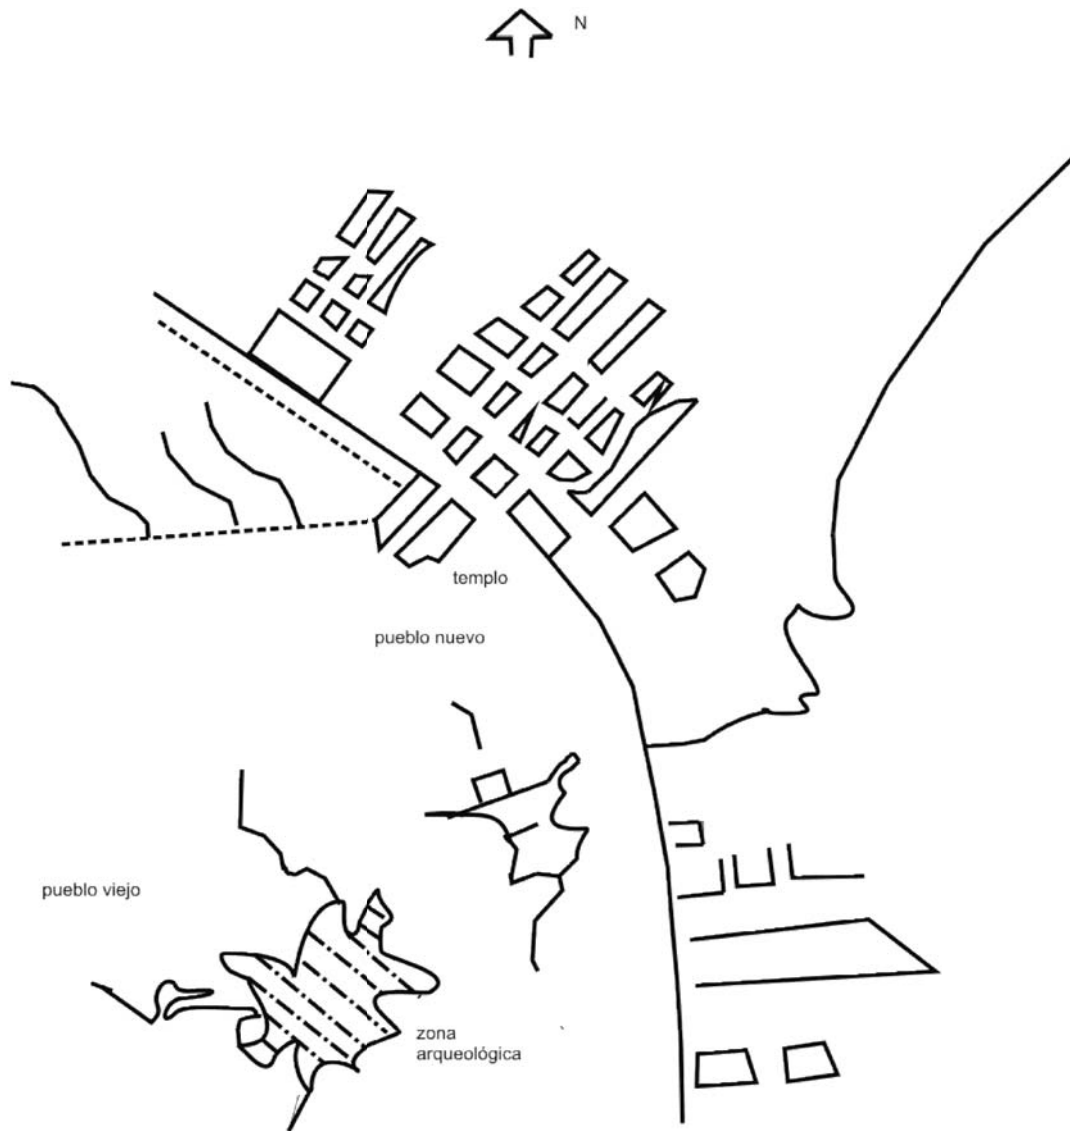 N
templo
pueblo nuevo
pueblo viejo
zona
arqueológica